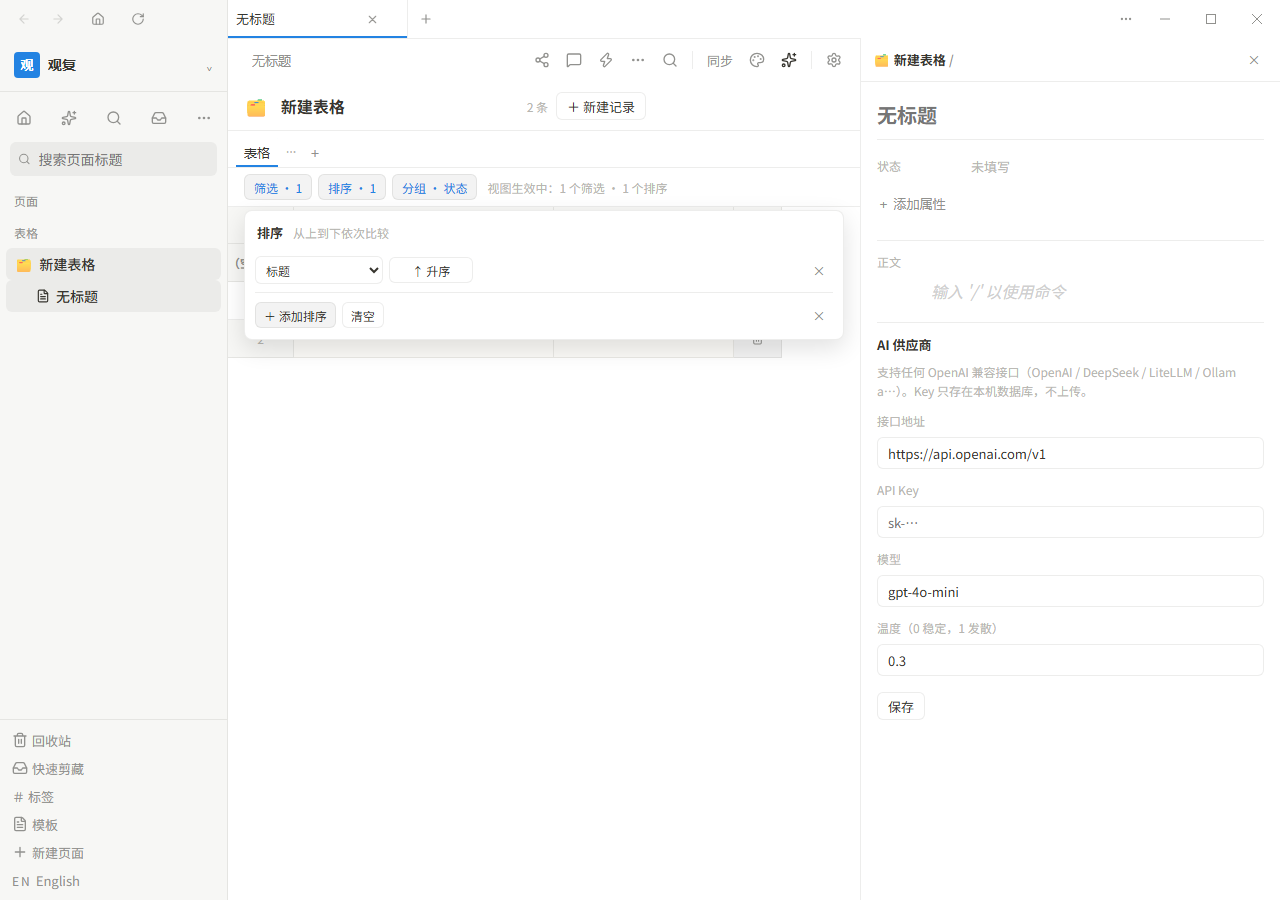 无标题
观 观复
搜索页面标题
页面
表格
新建表格
无标题
回收站
快速剪藏
# 标签
模板
新建页面
EN English
无标题
同步
新建表格
2 条
+ 新建记录
表格 ··· +
筛选 · 1
排序 · 1
分组 · 状态
视图生效中：1 个筛选 · 1 个排序
排序 从上到下依次比较
标题
↑ 升序
+ 添加排序
清空
2
新建表格 /
无标题
状态 未填写
+ 添加属性
正文
输入 '/' 以使用命令
AI 供应商
支持任何 OpenAI 兼容接口（OpenAI / DeepSeek / LiteLLM / Ollam
a…）。Key 只存在本机数据库，不上传。
接口地址
https://api.openai.com/v1
API Key
sk-…
模型
gpt-4o-mini
温度（0 稳定，1 发散）
0.3
保存